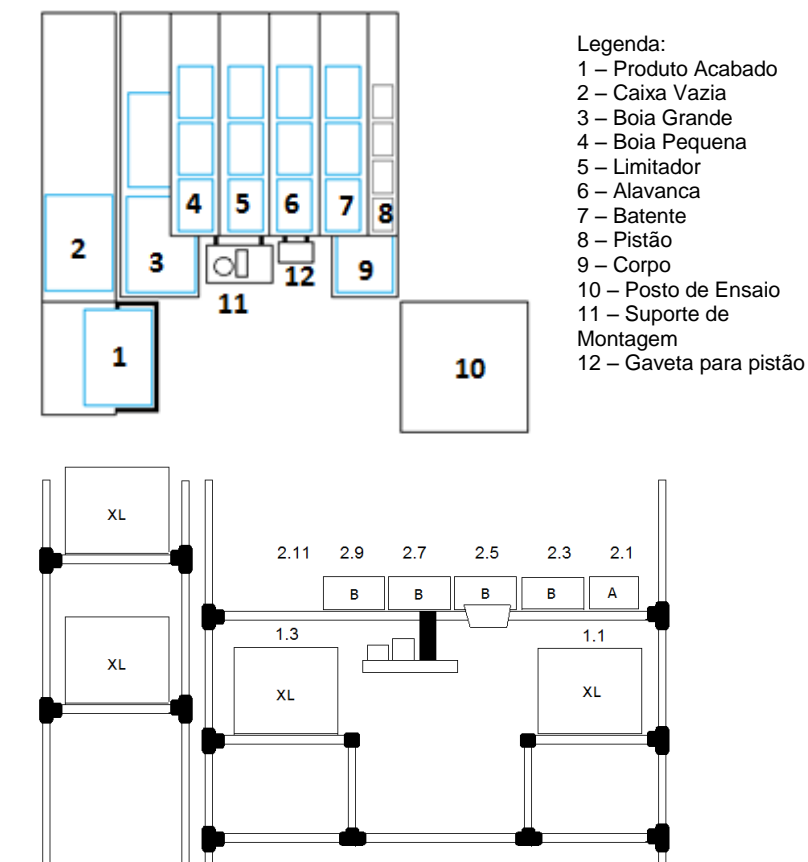 Legenda:
1 – Produto Acabado
2 – Caixa Vazia
3 – Boia Grande
4 – Boia Pequena
5 – Limitador
6 – Alavanca
7 – Batente
8 – Pistão
9 – Corpo
10 – Posto de Ensaio
11 – Suporte de
Montagem
12 – Gaveta para pistão
4 5 6 7 8
2 3 12 9
11
1 10
XL
2.11 2.9 2.7 2.5 2.3 2.1
B B B B A
1.3 1.1
XL
XL XL